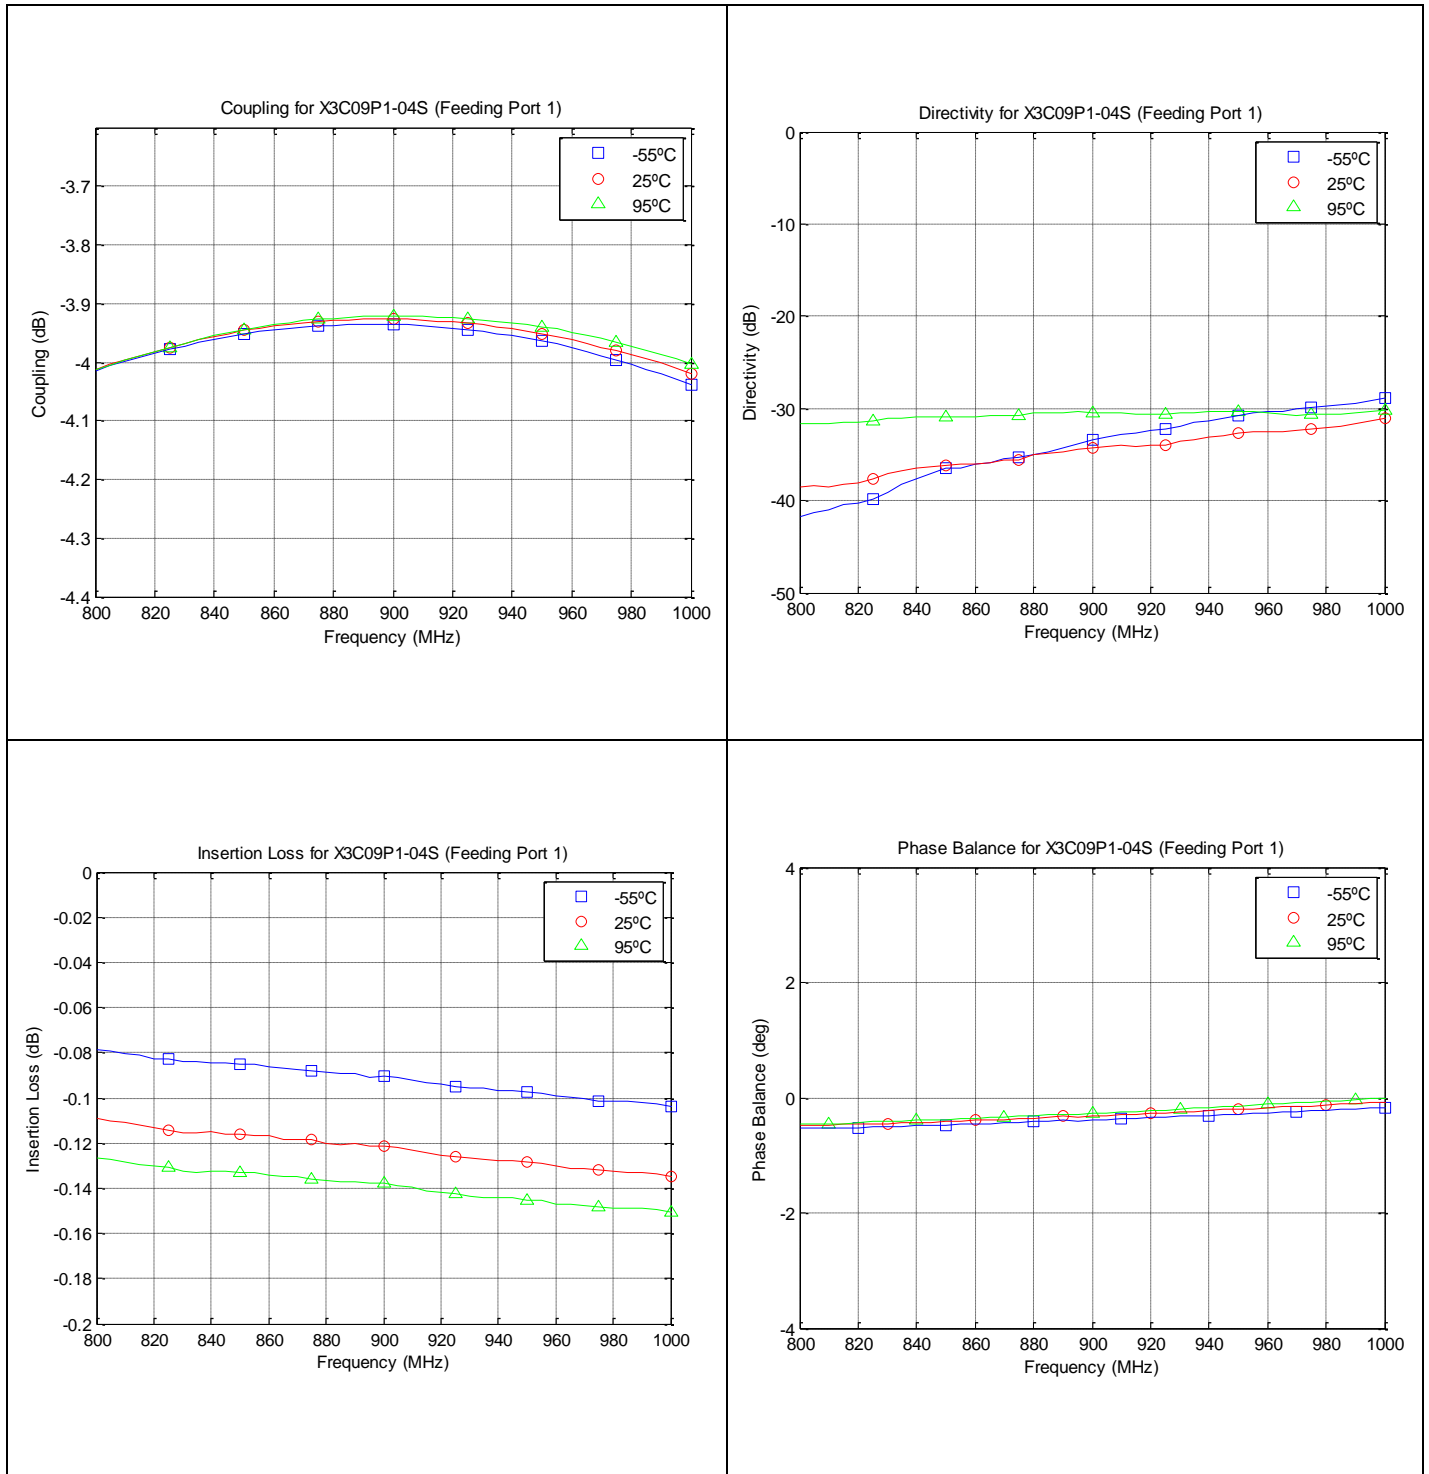 Coupling for X3C09P1-04S (Feeding Port 1)
-55ºC
25ºC
95ºC
-3.7
-3.8
-3.9
-4
-4.1
-4.2
-4.3
-4.4
Coupling (dB)
800 820 840 860 880 900 920 940 960 980 1000
Frequency (MHz)
Directivity for X3C09P1-04S (Feeding Port 1)
-55ºC
25ºC
95ºC
0
-10
-20
-30
-40
-50
Directivity (dB)
800 820 840 860 880 900 920 940 960 980 1000
Frequency (MHz)
Insertion Loss for X3C09P1-04S (Feeding Port 1)
-55ºC
25ºC
95ºC
0
-0.02
-0.04
-0.06
-0.08
-0.1
-0.12
-0.14
-0.16
-0.18
-0.2
Insertion Loss (dB)
800 820 840 860 880 900 920 940 960 980 1000
Frequency (MHz)
Phase Balance for X3C09P1-04S (Feeding Port 1)
-55ºC
25ºC
95ºC
4
2
0
-2
-4
Phase Balance (deg)
800 820 840 860 880 900 920 940 960 980 1000
Frequency (MHz)